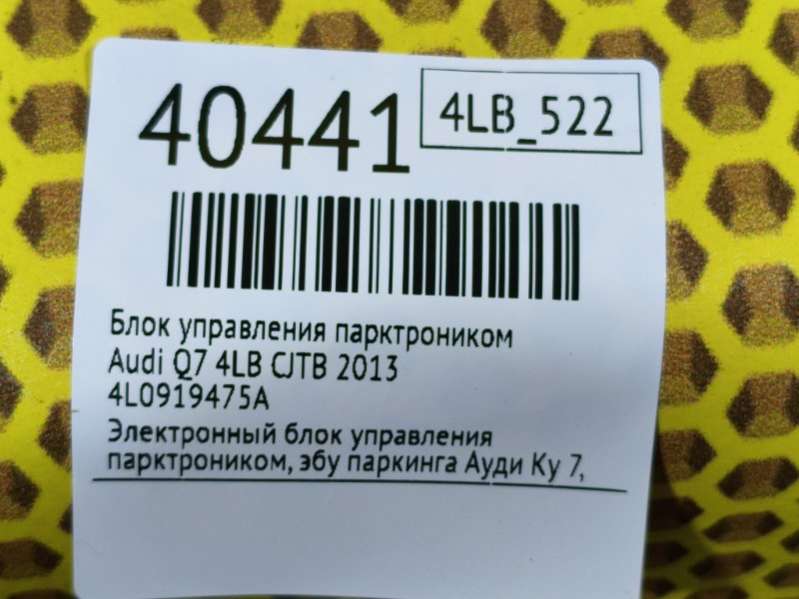 40441
4LB_522
Блок управления парктроником
Audi Q7 4LB CJTB 2013
4L0919475A
Электронный блок управления
парктроником, эбу паркинга Ауди Ку 7,